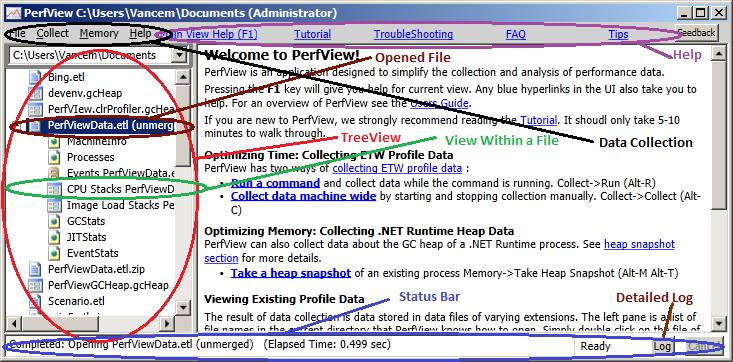 PerfView C:\Users\Vancem\Documents (Administrator)
File Collect Memory Help Main View Help (F1) Tutorial TroubleShooting FAQ Tips Feedback
C:\Users\Vancem\Documents
Help
Bing.etl
devenv.gcHeap
PerfView.clrProfiler.gcHeap
PerfViewData.etl (unmerg
MachineInfo
Processes
Events PerfViewData.e
CPU Stacks PerfViewD
Image Load Stacks Pe
GCStats
JITStats
EventStats
PerfViewData.etl.zip
PerfViewGCHeap.gcHeap
Scenario.etl
Welcome to PerfView!
Opened File
PerfView is an application designed to simplify the collection and analysis of performance data.
Pressing the F1 key will give you help for current view. Any blue hyperlinks in the UI also take you to
help. For an overview of PerfView see the Users Guide.
If you are new to PerfView, we strongly recommend reading the Tutorial. It shoud only take 5-10
minutes to walk through.
TreeView
View Within a File
Data Collection
Optimizing Time: Collecting ETW Profile Data
PerfView has two ways of collecting ETW profile data :
• Run a command and collect data while the command is running. Collect->Run (Alt-R)
• Collect data machine wide by starting and stopping collection manually. Collect->Collect (Alt-
C)
Optimizing Memory: Collecting .NET Runtime Heap Data
PerfView can also collect data about the GC heap of a .NET Runtime process. See heap snapshot
section for more details.
• Take a heap snapshot of an existing process Memory->Take Heap Snapshot (Alt-M Alt-T)
Viewing Existing Profile Data
Status Bar
Detailed Log
The result of data collection is data stored in data files of varying extensions. The left pane is a list of
file names in the current directory that PerfView knows how to open. Simply double click on the file of
Completed: Opening PerfViewData.etl (unmerged) (Elapsed Time: 0.499 sec)
Ready Log Cancel